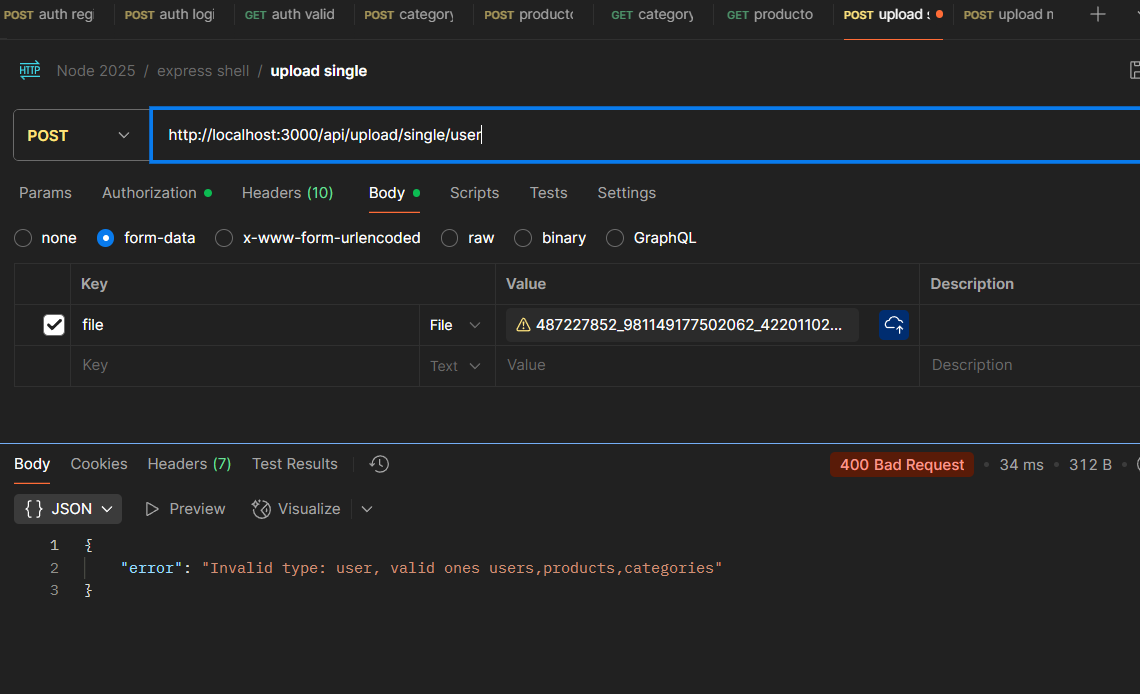 POST auth regi POST auth logi GET auth valid POST category POST producto GET category GET producto POST upload s POST upload m
HTTP Node 2025 / express shell / upload single
POST http://localhost:3000/api/upload/single/user
Params Authorization Headers (10) Body Scripts Tests Settings
none form-data x-www-form-urlencoded raw binary GraphQL
Key Value Description
file File 487227852_981149177502062_42201102...
Key Text Value Description
Body Cookies Headers (7) Test Results 400 Bad Request 34 ms 312 B
{} JSON Preview Visualize
1 {
2 "error": "Invalid type: user, valid ones users,products,categories"
3 }